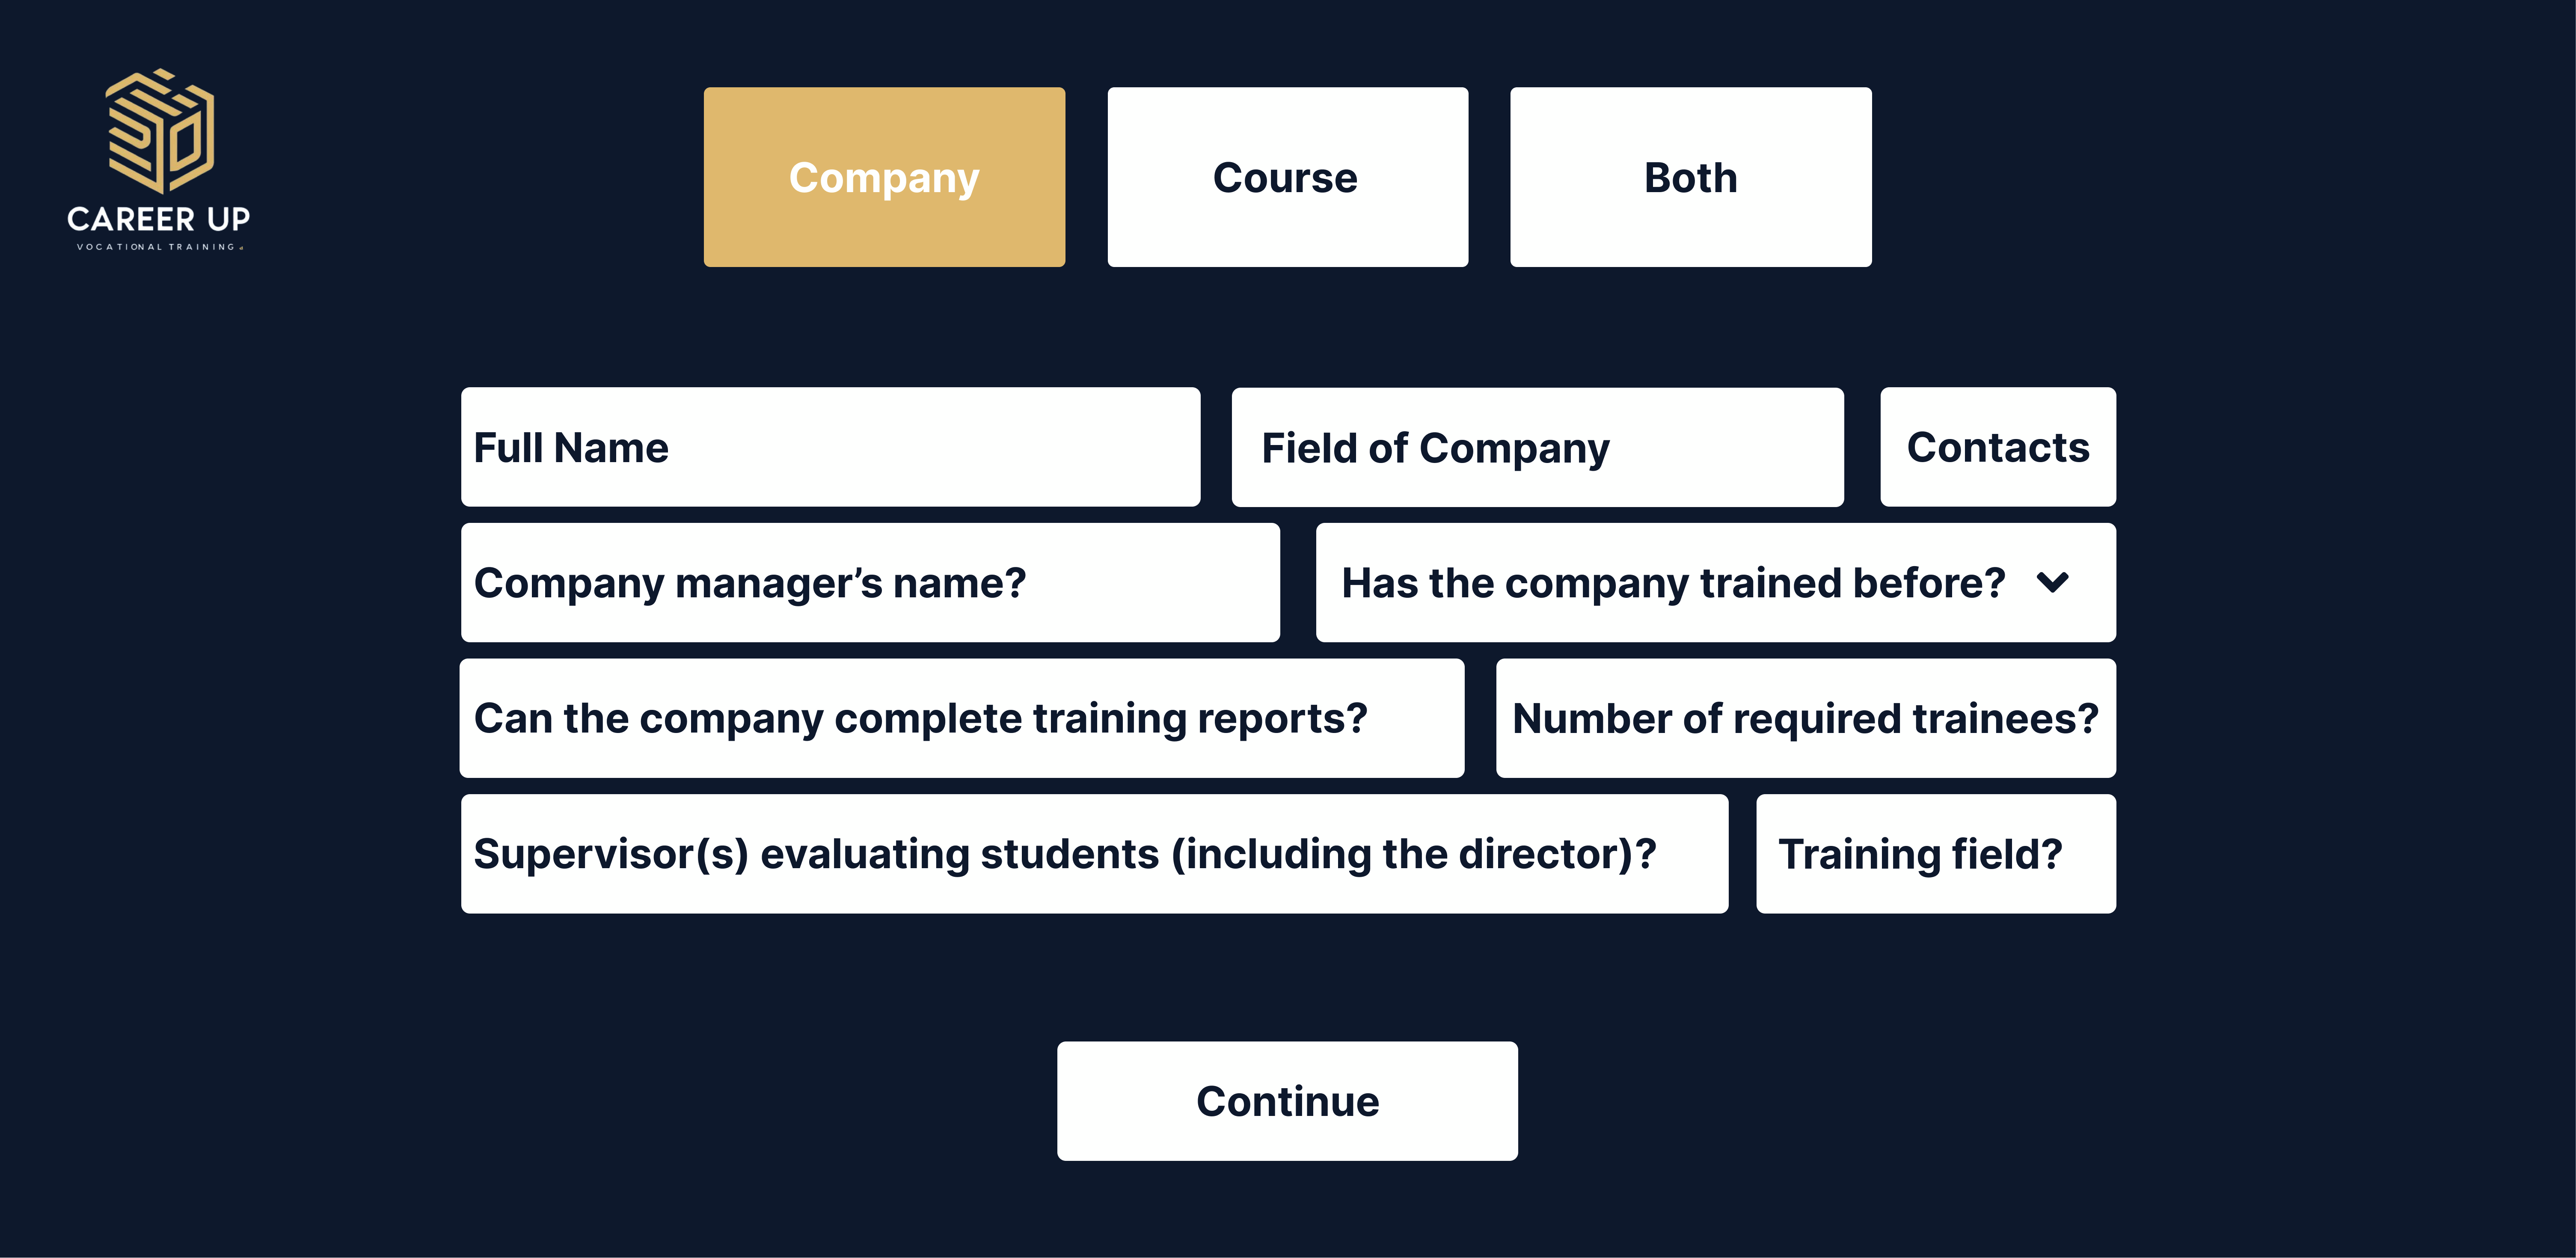 CAREER UP
VOCATIONAL TRAINING
Company
Course
Both
Full Name
Field of Company
Contacts
Company manager’s name?
Has the company trained before?
Can the company complete training reports?
Number of required trainees?
Supervisor(s) evaluating students (including the director)?
Training field?
Continue